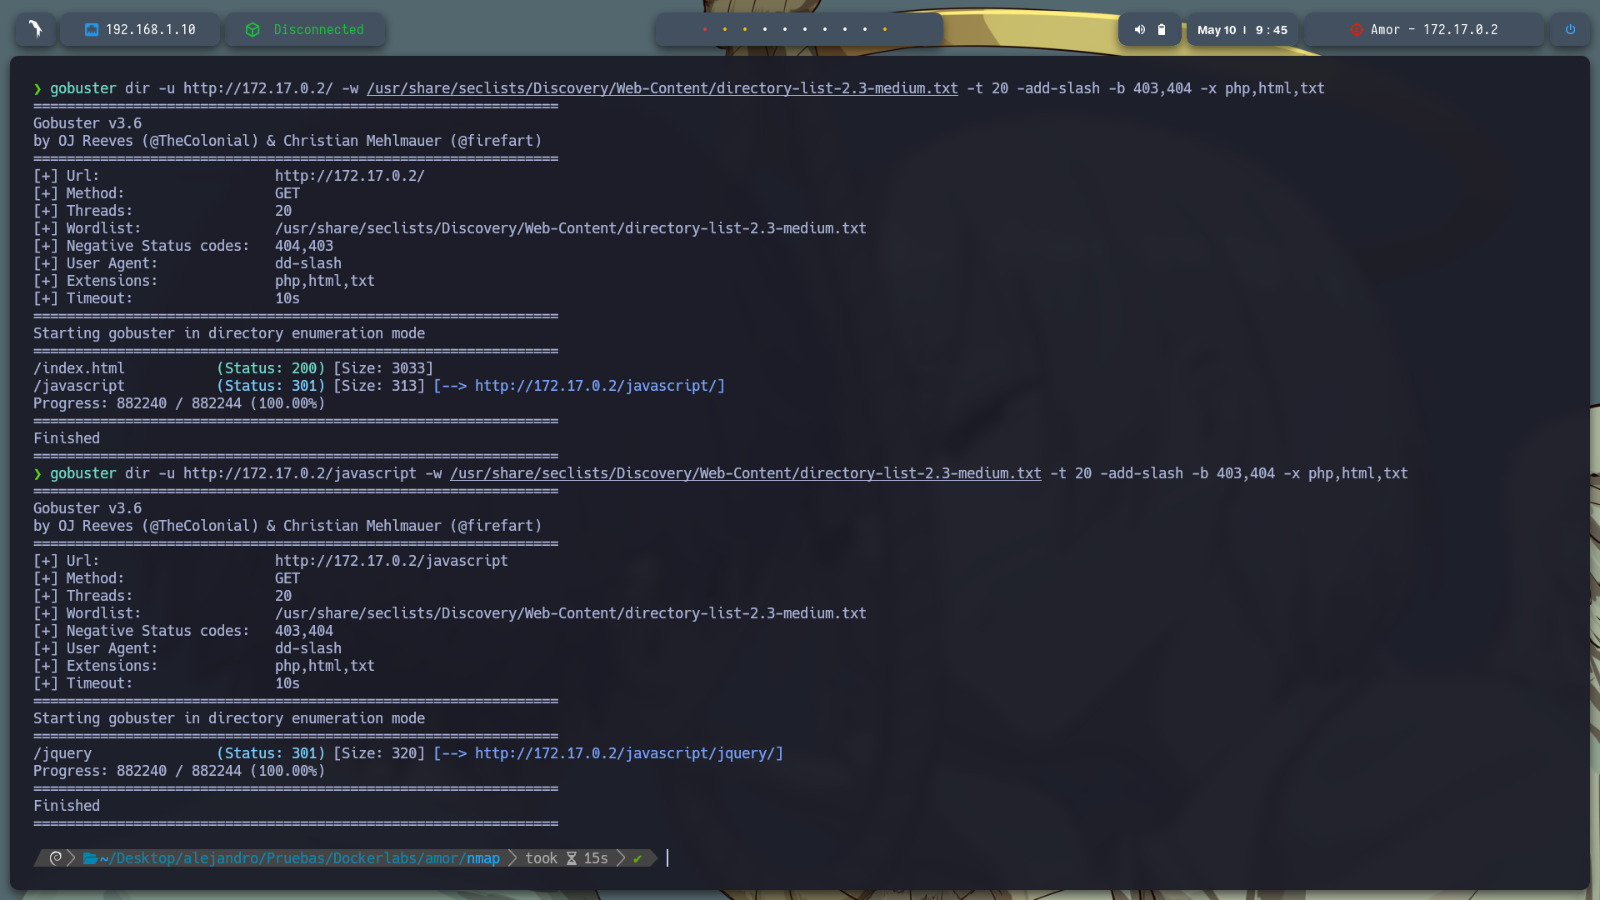 192.168.1.10
Disconnected
May 10 | 9 : 45
Amor - 172.17.0.2
❯ gobuster dir -u http://172.17.0.2/ -w /usr/share/seclists/Discovery/Web-Content/directory-list-2.3-medium.txt -t 20 -add-slash -b 403,404 -x php,html,txt
===============================================================
Gobuster v3.6
by OJ Reeves (@TheColonial) & Christian Mehlmauer (@firefart)
===============================================================
[+] Url:                     http://172.17.0.2/
[+] Method:                  GET
[+] Threads:                 20
[+] Wordlist:                /usr/share/seclists/Discovery/Web-Content/directory-list-2.3-medium.txt
[+] Negative Status codes:   404,403
[+] User Agent:              dd-slash
[+] Extensions:              php,html,txt
[+] Timeout:                 10s
===============================================================
Starting gobuster in directory enumeration mode
===============================================================
/index.html           (Status: 200) [Size: 3033]
/javascript           (Status: 301) [Size: 313] [--> http://172.17.0.2/javascript/]
Progress: 882240 / 882244 (100.00%)
===============================================================
Finished
===============================================================
❯ gobuster dir -u http://172.17.0.2/javascript -w /usr/share/seclists/Discovery/Web-Content/directory-list-2.3-medium.txt -t 20 -add-slash -b 403,404 -x php,html,txt
===============================================================
Gobuster v3.6
by OJ Reeves (@TheColonial) & Christian Mehlmauer (@firefart)
===============================================================
[+] Url:                     http://172.17.0.2/javascript
[+] Method:                  GET
[+] Threads:                 20
[+] Wordlist:                /usr/share/seclists/Discovery/Web-Content/directory-list-2.3-medium.txt
[+] Negative Status codes:   403,404
[+] User Agent:              dd-slash
[+] Extensions:              php,html,txt
[+] Timeout:                 10s
===============================================================
Starting gobuster in directory enumeration mode
===============================================================
/jquery               (Status: 301) [Size: 320] [--> http://172.17.0.2/javascript/jquery/]
Progress: 882240 / 882244 (100.00%)
===============================================================
Finished
===============================================================
~/Desktop/alejandro/Pruebas/Dockerlabs/amor/nmap took 15s ✔